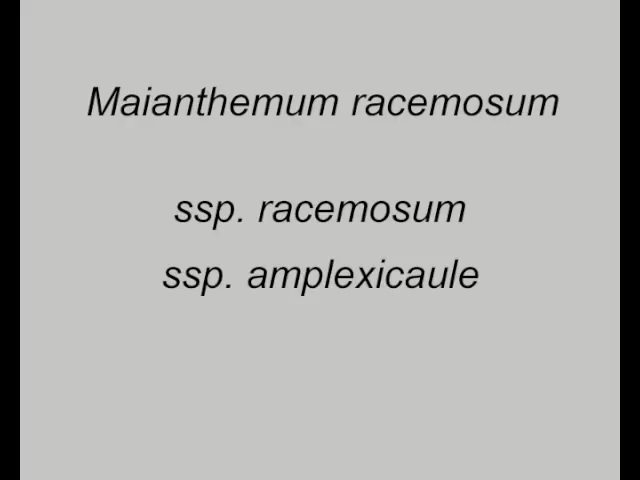 Maianthemum racemosum
ssp. racemosum
ssp. amplexicaule